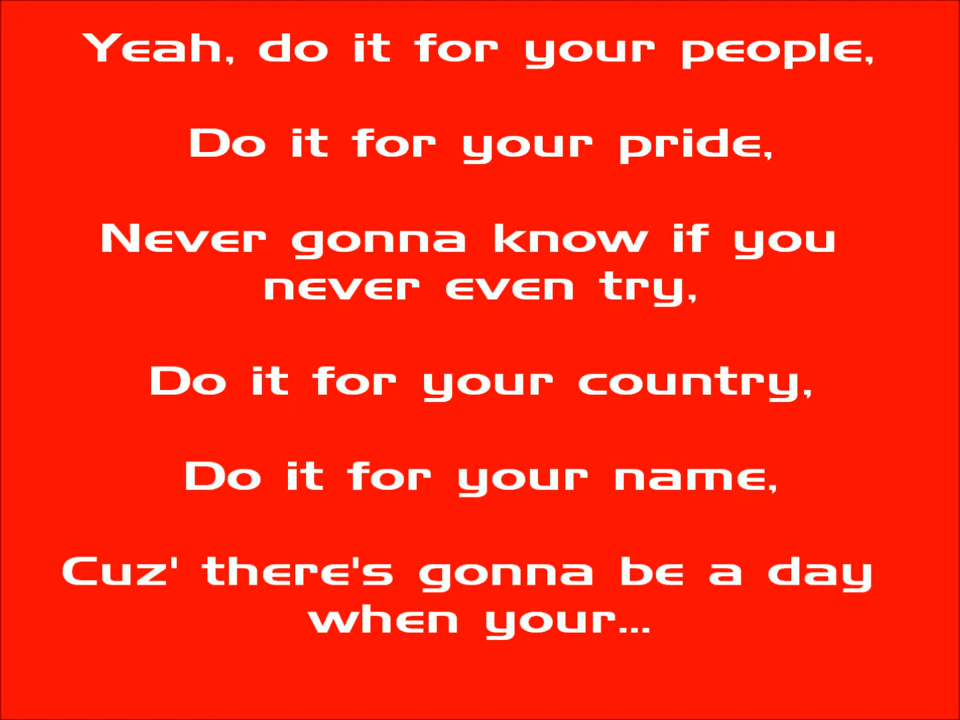 Yeah, do it for your people,
Do it for your pride,
Never gonna know if you
never even try,
Do it for your country,
Do it for your name,
Cuz' there's gonna be a day
when your...